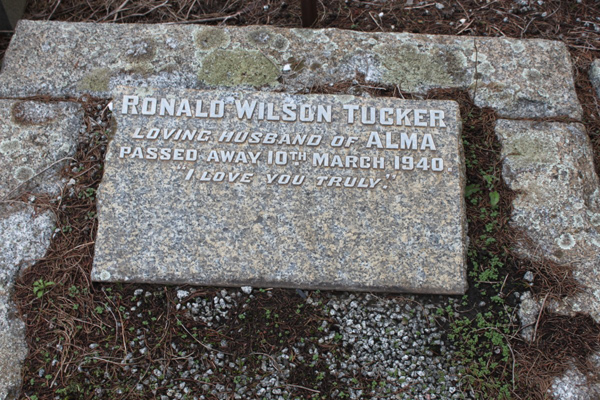 RONALD WILSON TUCKER
LOVING HUSBAND OF ALMA
PASSED AWAY 10TH MARCH 1940
"I LOVE YOU TRULY."